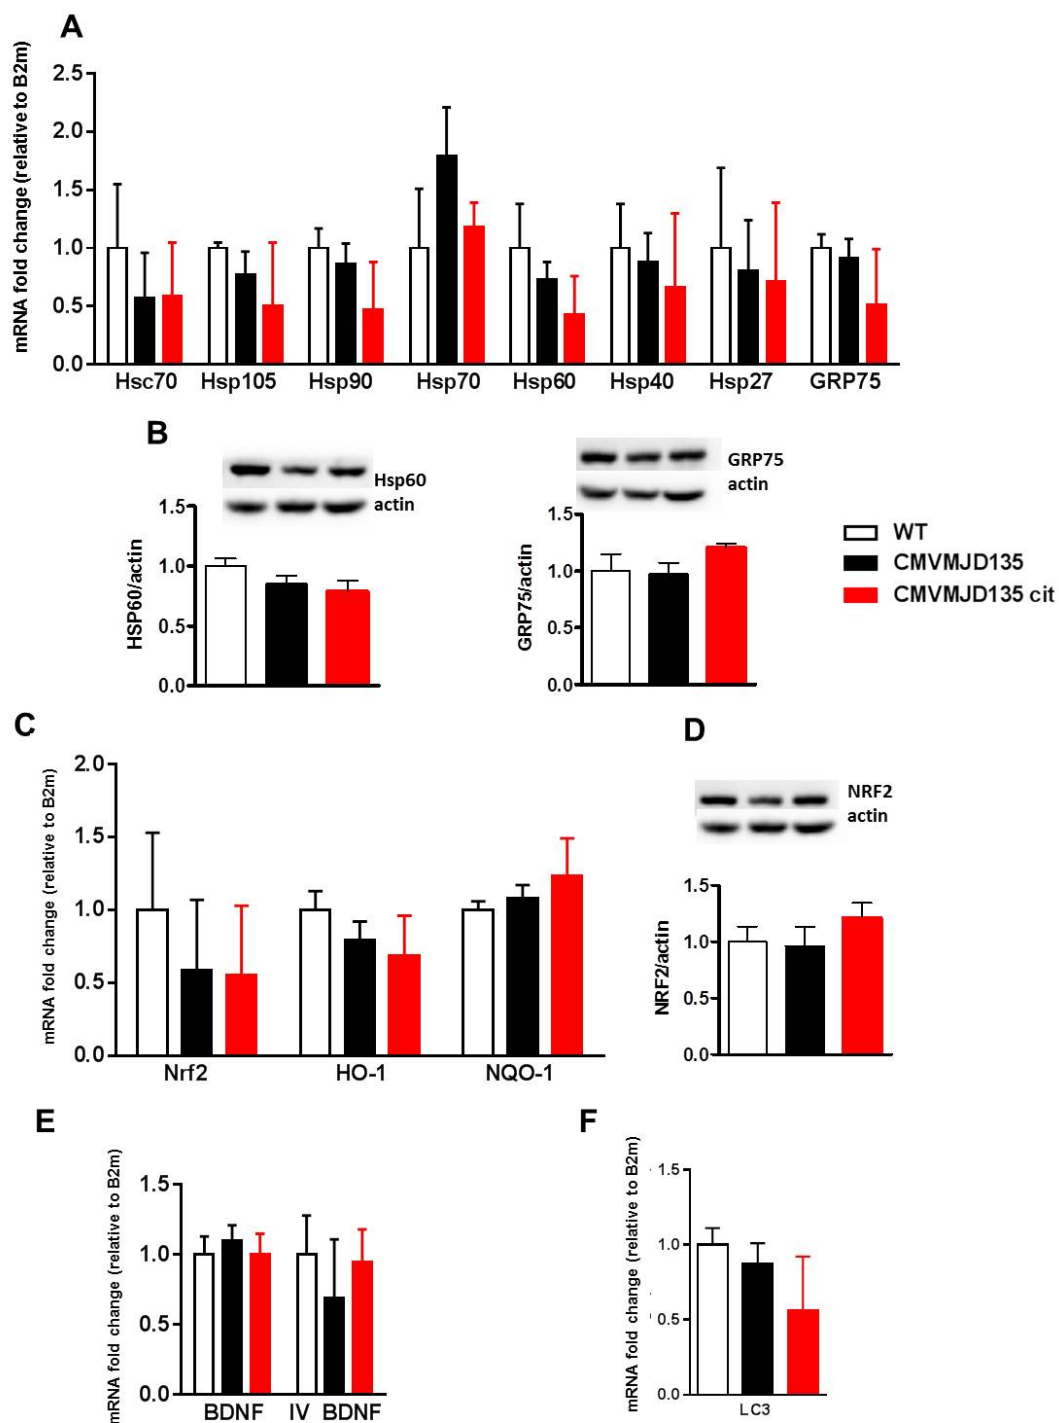 A
mRNA fold change (relative to B2m)
2.5
2.0
1.5
1.0
0.5
0.0
Hsc70 Hsp105 Hsp90 Hsp70 Hsp60 Hsp40 Hsp27 GRP75
B
Hsp60
actin
HSP60/actin
1.5
1.0
0.5
0.0
GRP75
actin
GRP75/actin
1.5
1.0
0.5
0.0
WT
CMVMJD135
CMVMJD135 cit
C
mRNA fold change (relative to B2m)
2.0
1.5
1.0
0.5
0.0
Nrf2 HO-1 NQO-1
D
NRF2
actin
NRF2/actin
1.5
1.0
0.5
0.0
E
mRNA fold change (relative to B2m)
1.5
1.0
0.5
0.0
BDNF IV BDNF
F
mRNA fold change (relative to B2m)
1.5
1.0
0.5
0.0
LC3